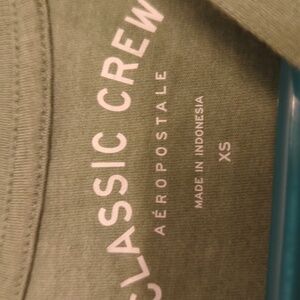 CLASSIC CREW
AÉROPOSTALE
MADE IN INDONESIA
XS